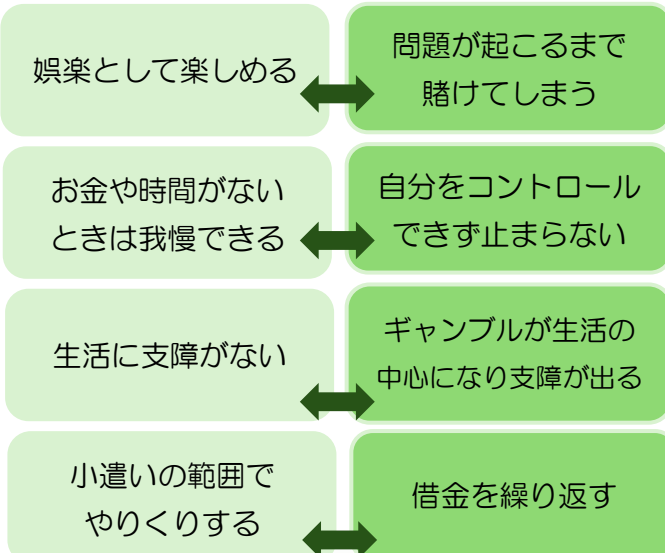 娯楽として楽しめる
問題が起こるまで
賭けてしまう
お金や時間がない
ときは我慢できる
自分をコントロール
できず止まらない
生活に支障がない
ギャンブルが生活の
中心になり支障が出る
小遣いの範囲で
やりくりする
借金を繰り返す